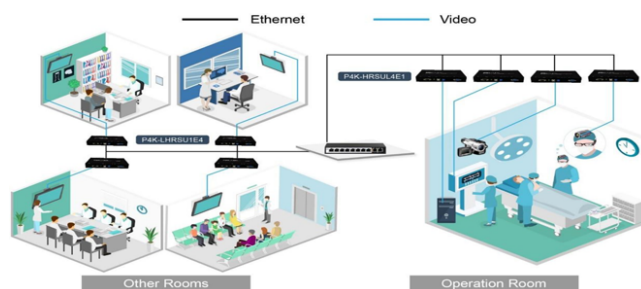 Ethernet
Video
P4K-HRSUL4E1
P4K-LHRSU1E4
Other Rooms
Operation Room